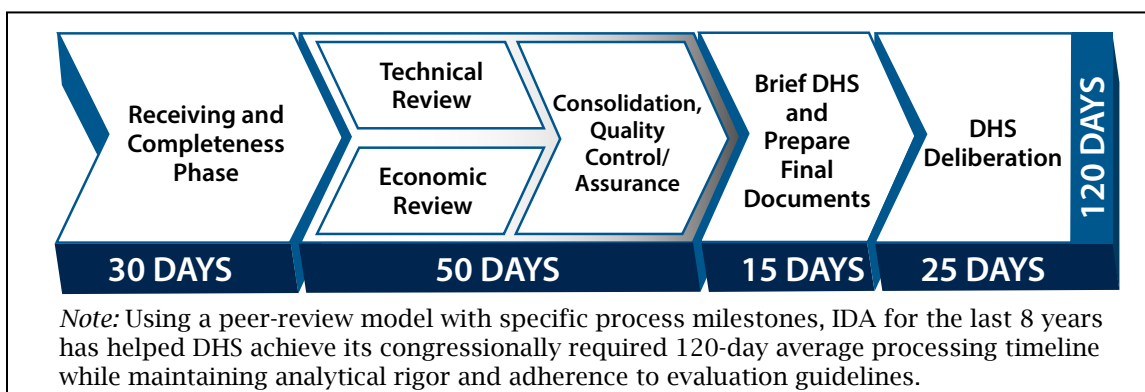 Receiving and
Completeness
Phase
Technical
Review
Economic
Review
Consolidation,
Quality
Control/
Assurance
Brief DHS
and
Prepare
Final
Documents
DHS
Deliberation
120 DAYS
30 DAYS
50 DAYS
15 DAYS
25 DAYS
Note: Using a peer-review model with specific process milestones, IDA for the last 8 years
has helped DHS achieve its congressionally required 120-day average processing timeline
while maintaining analytical rigor and adherence to evaluation guidelines.